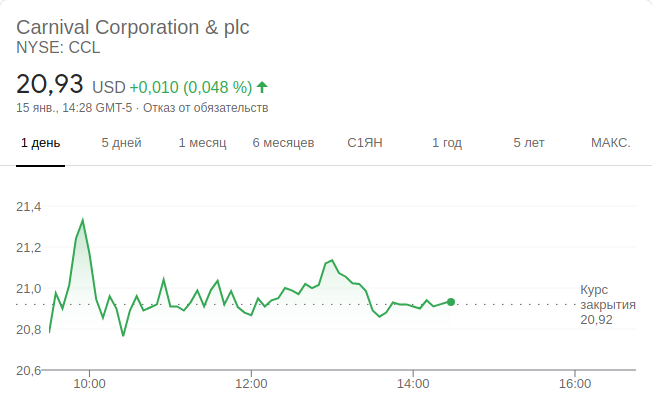 Carnival Corporation & plc
NYSE: CCL
20,93 USD +0,010 (0,048 %)
15 янв., 14:28 GMT-5 · Отказ от обязательств
1 день 5 дней 1 месяц 6 месяцев С1ЯН 1 год 5 лет МАКС.
21,4
21,2
21,0
20,8
20,6
Курс
закрытия
20,92
10:00 12:00 14:00 16:00